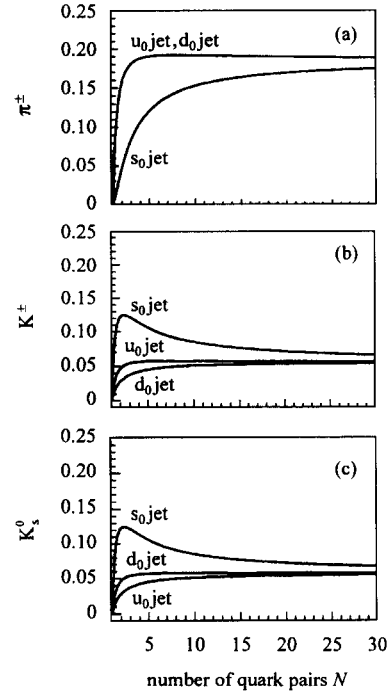 0.25
(a)
u₀jet, d₀jet
0.20
0.15
π±
0.10
s₀jet
0.05
0
0.25
(b)
0.20
0.15
s₀jet
K±
0.10
u₀jet
0.05
d₀jet
0
0.25
(c)
0.20
0.15
s₀jet
K⁰ₛ
0.10
d₀jet
0.05
u₀jet
0
5 10 15 20 25 30
number of quark pairs N